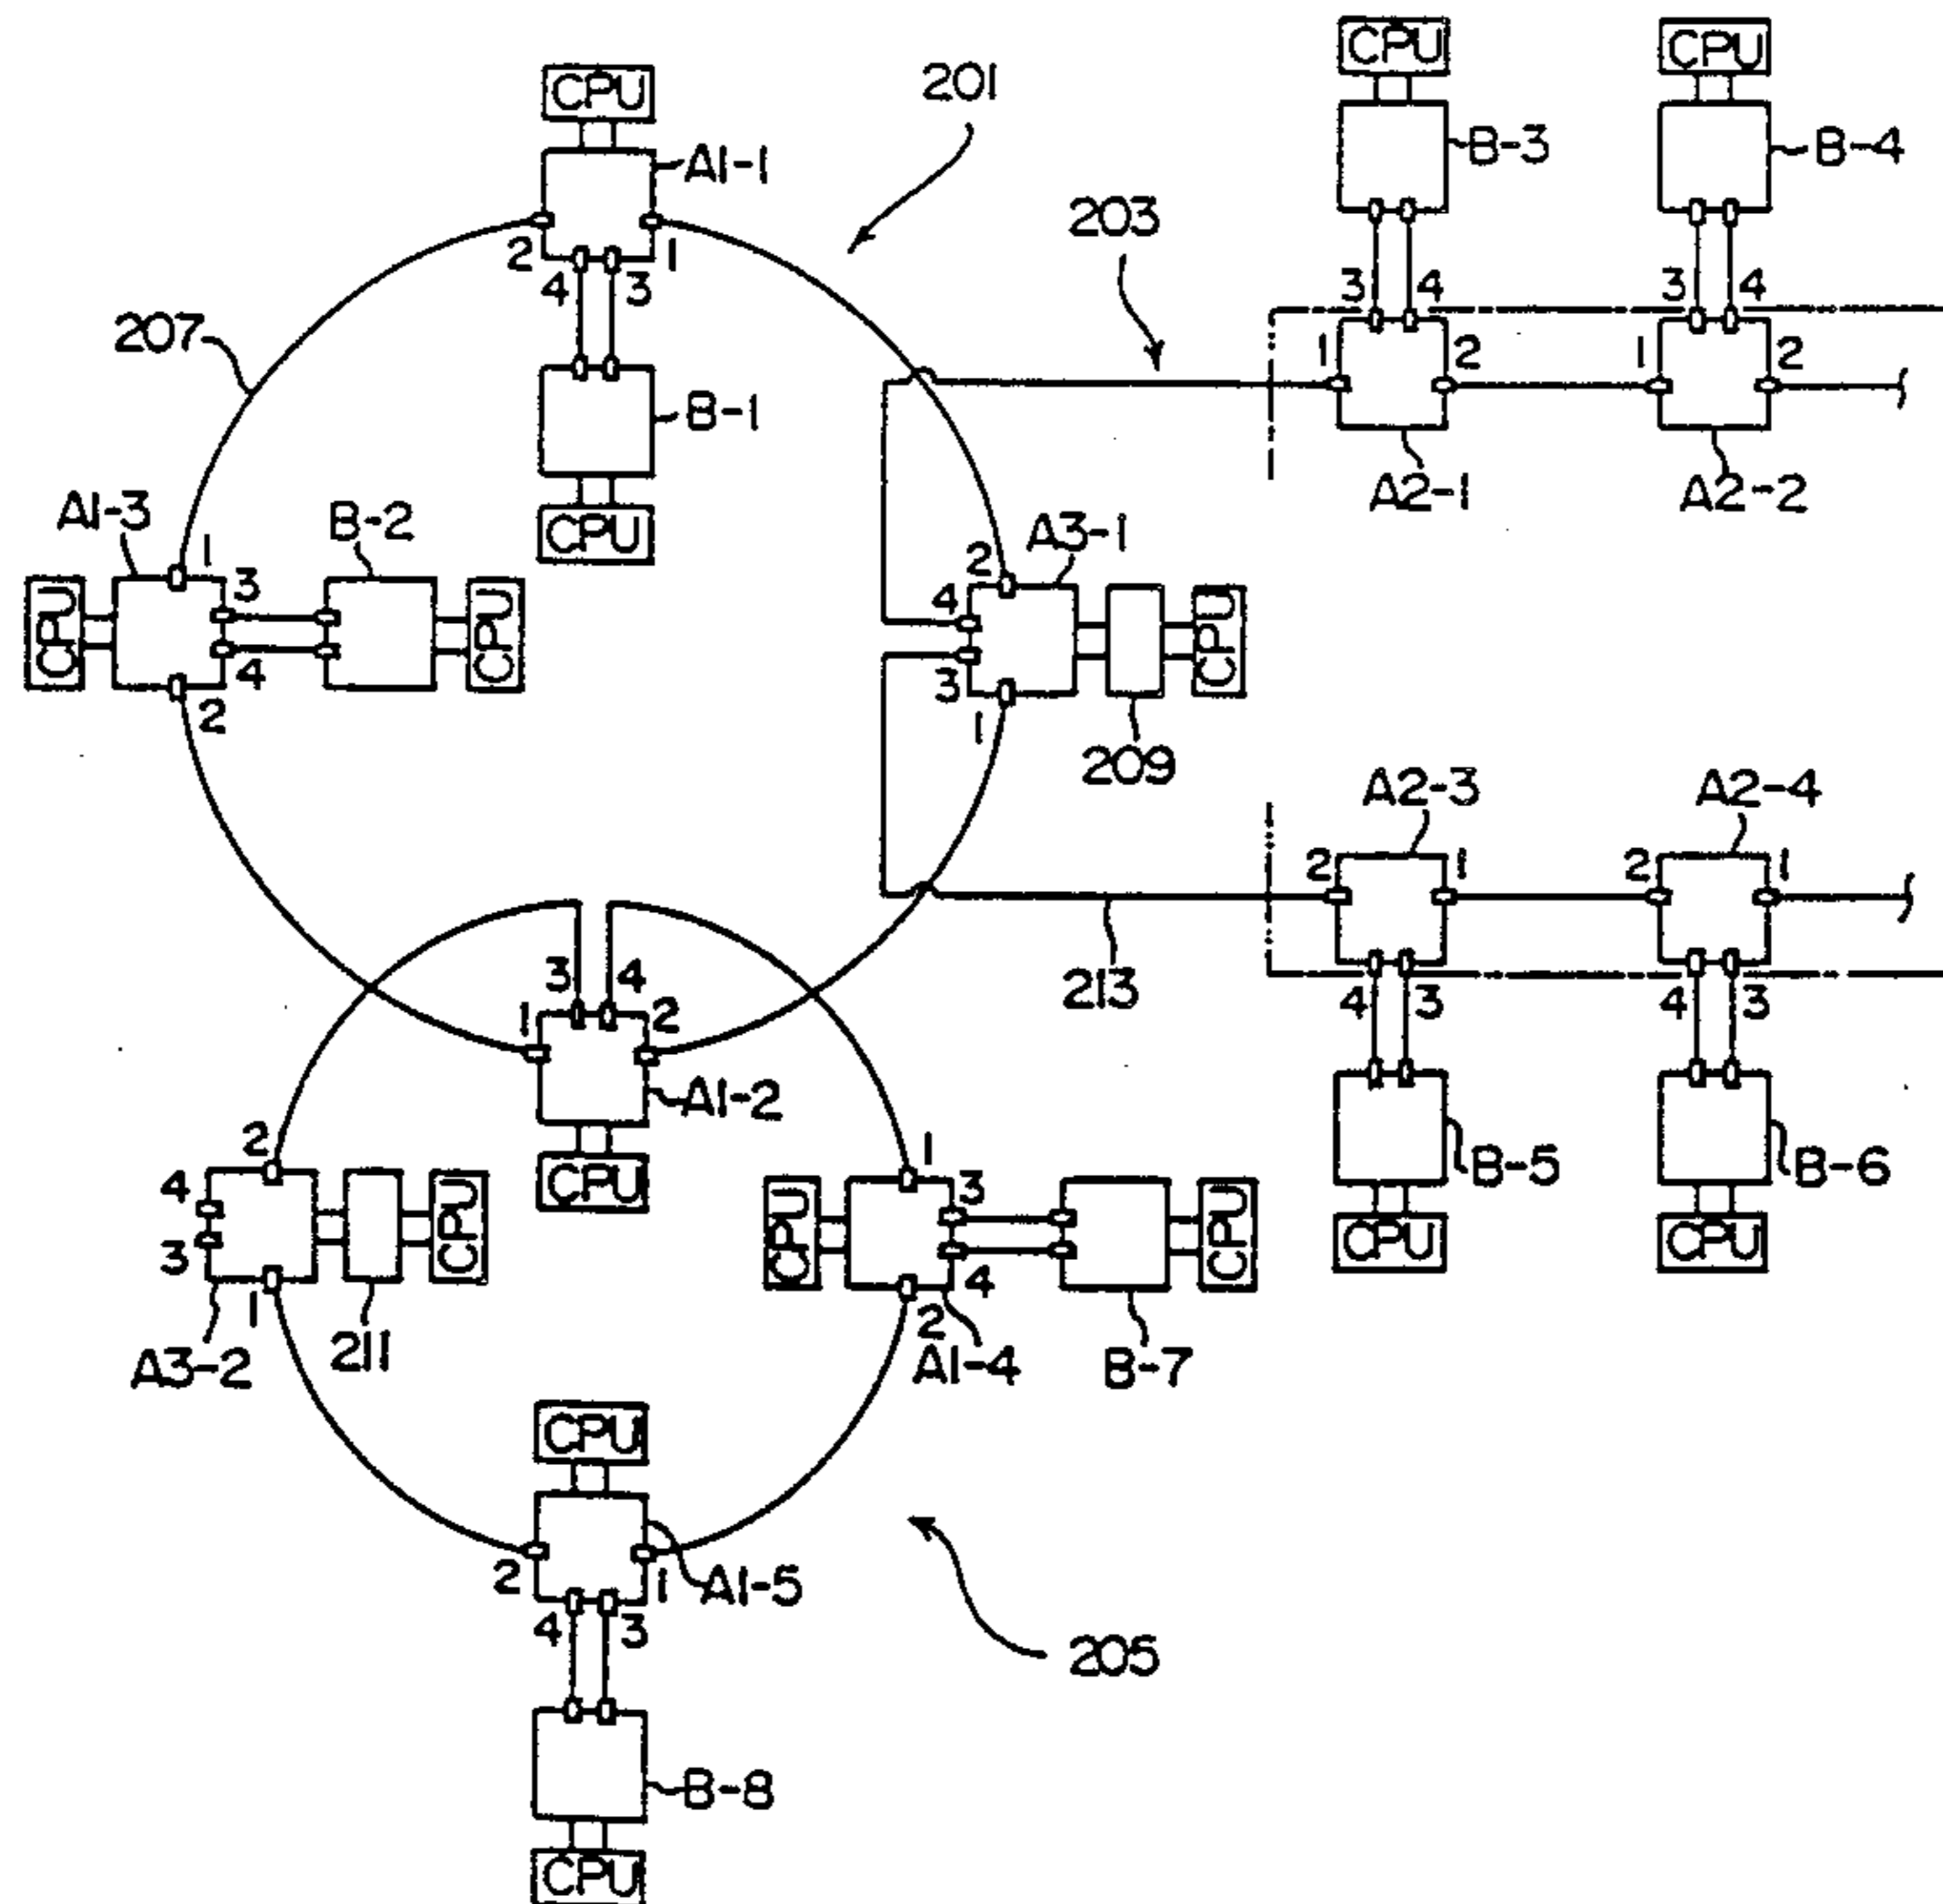 CPU CPU
CPU 201
A1-1 B-3 B-4
203
2 1
4 3 3 4 3 4
207 1 2 1 2
B-1
A2-1 A2-2
A1-3 B-2 CPU A3-1
1 2
CPU 3 CPU 4 CPU
4 3
2 1
209 A2-3 A2-4
2 1 2 1
3 4 213 4 3 4 3
1 2
A1-2
2 1 B-5 B-6
4 CPU CPU CPU 3 CPU CPU CPU
3 4
1 2
A3-2 211 A1-4 B-7
CPU
2 1 A1-5
4 3
205
B-8
CPU